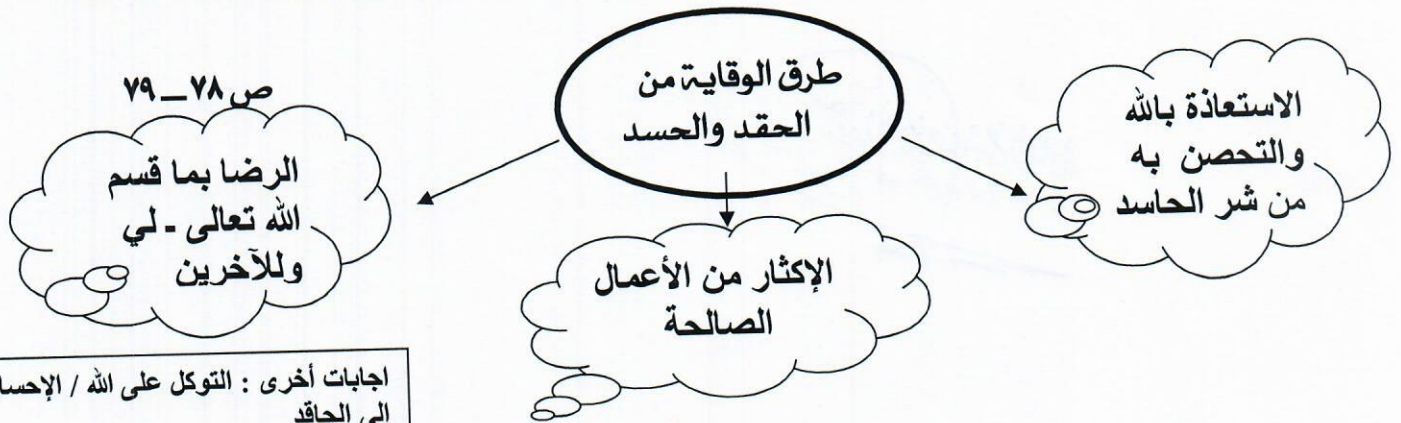 طرق الوقاية من
الحقد والحسد
الاستعاذة بالله
والتحصن به
من شر الحاسد
ص ٧٨ – ٧٩
الرضا بما قسم
الله تعالى - لي
وللآخرين
الإكثار من الأعمال
الصالحة
اجابات أخرى : التوكل على الله / الإحسا
الى الحاقد